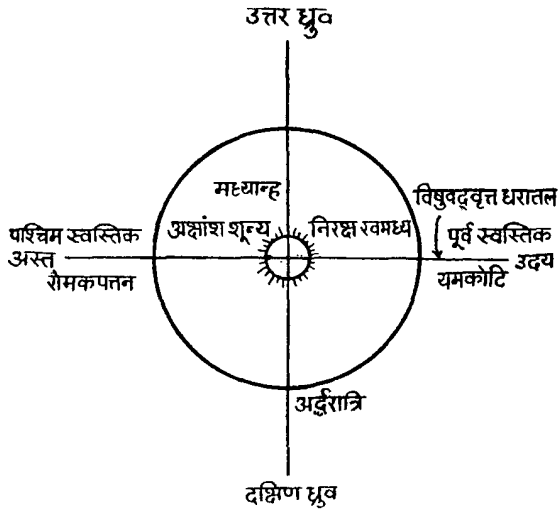 उत्तर ध्रुव
मध्यान्ह
विषुवद्‌वृत्त धरातल
अक्षांश शून्य
निरक्ष खमध्य
पश्चिम स्वस्तिक
पूर्व स्वस्तिक
अस्त
उदय
रोमकपत्तन
यमकोटि
अर्द्धरात्रि
दक्षिण ध्रुव